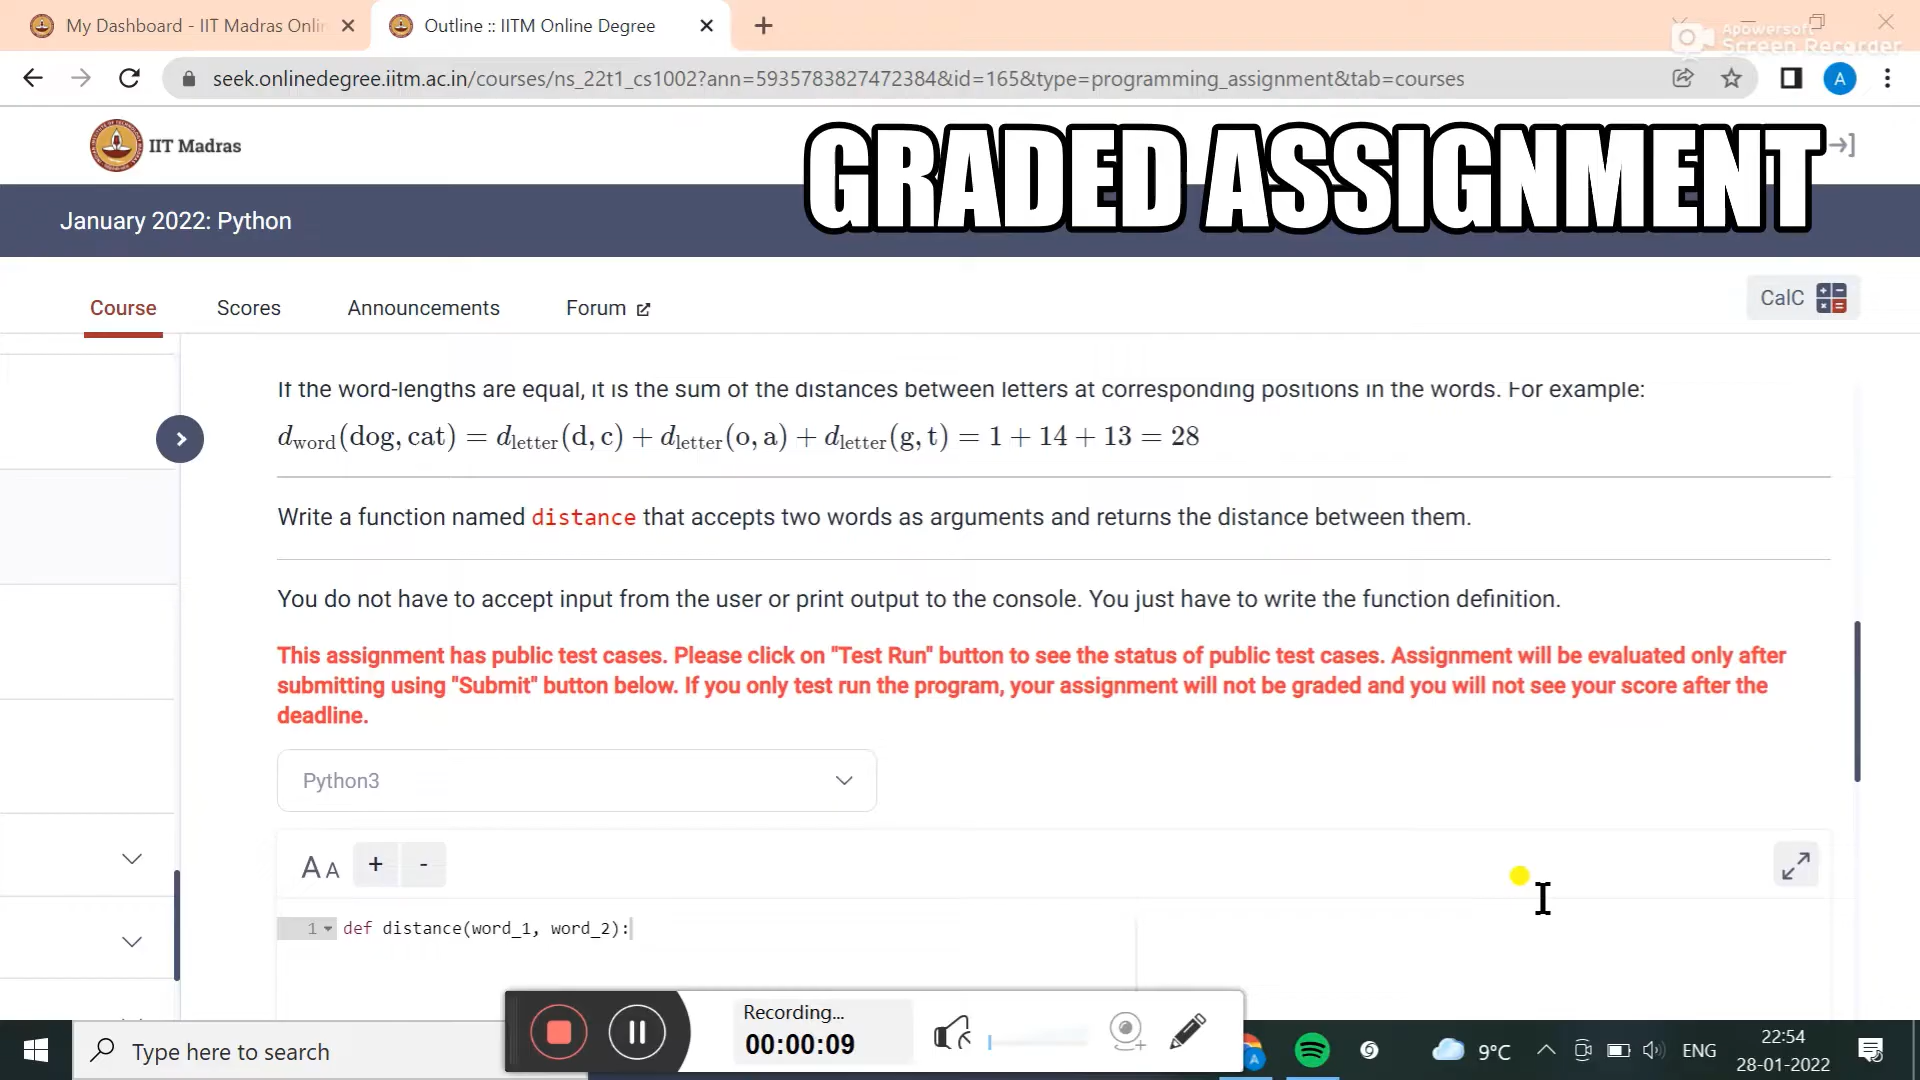 My Dashboard - IIT Madras Onlin
Outline :: IITM Online Degree
Apowersoft
Screen Recorder
seek.onlinedegree.iitm.ac.in/courses/ns_22t1_cs1002?ann=5935783827472384&id=165&type=programming_assignment&tab=courses
A
IIT Madras
GRADED ASSIGNMENT
January 2022: Python
Course
Scores
Announcements
Forum
CalC
If the word-lengths are equal, it is the sum of the distances between letters at corresponding positions in the words. For example:
d_word(dog, cat) = d_letter(d, c) + d_letter(o, a) + d_letter(g, t) = 1 + 14 + 13 = 28
Write a function named distance that accepts two words as arguments and returns the distance between them.
You do not have to accept input from the user or print output to the console. You just have to write the function definition.
This assignment has public test cases. Please click on "Test Run" button to see the status of public test cases. Assignment will be evaluated only after
submitting using "Submit" button below. If you only test run the program, your assignment will not be graded and you will not see your score after the
deadline.
Python3
A A + -
1 def distance(word_1, word_2):
Recording...
00:00:09
Type here to search
A
9°C
ENG
22:54
28-01-2022